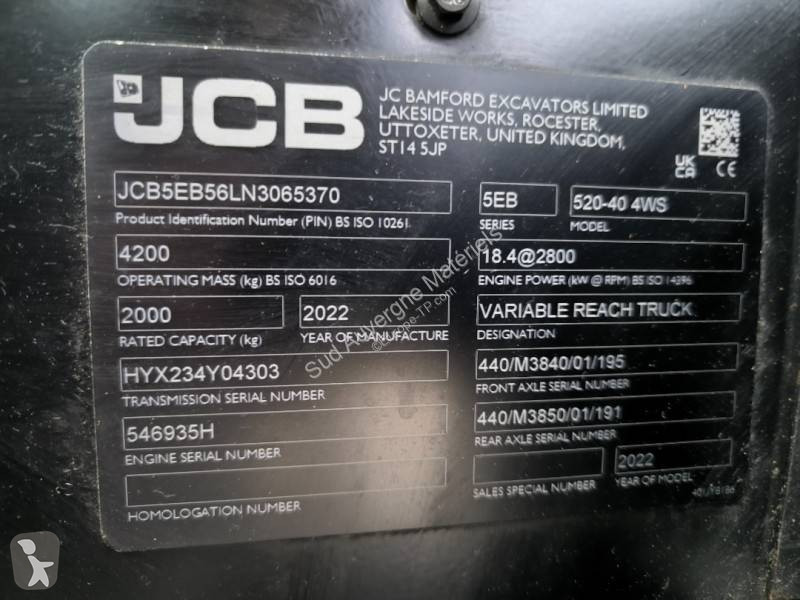 JCB
JC BAMFORD EXCAVATORS LIMITED
LAKESIDE WORKS, ROCESTER,
UTTOXETER, UNITED KINGDOM,
ST14 5JP
UK
CA
CE
JCB5EB56LN3065370
Product Identification Number (PIN) BS ISO 10261
5EB
SERIES
520-40 4WS
MODEL
4200
OPERATING MASS (kg) BS ISO 6016
18.4@2800
ENGINE POWER (kW @ RPM) BS ISO 14396
2000
RATED CAPACITY (kg)
2022
YEAR OF MANUFACTURE
VARIABLE REACH TRUCK
DESIGNATION
HYX234Y04303
TRANSMISSION SERIAL NUMBER
440/M3840/01/195
FRONT AXLE SERIAL NUMBER
546935H
ENGINE SERIAL NUMBER
440/M3850/01/191
REAR AXLE SERIAL NUMBER
HOMOLOGATION NUMBER
SALES SPECIAL NUMBER
2022
YEAR OF MODEL
Sud Auvergne Matériels
©Europe-TP.com